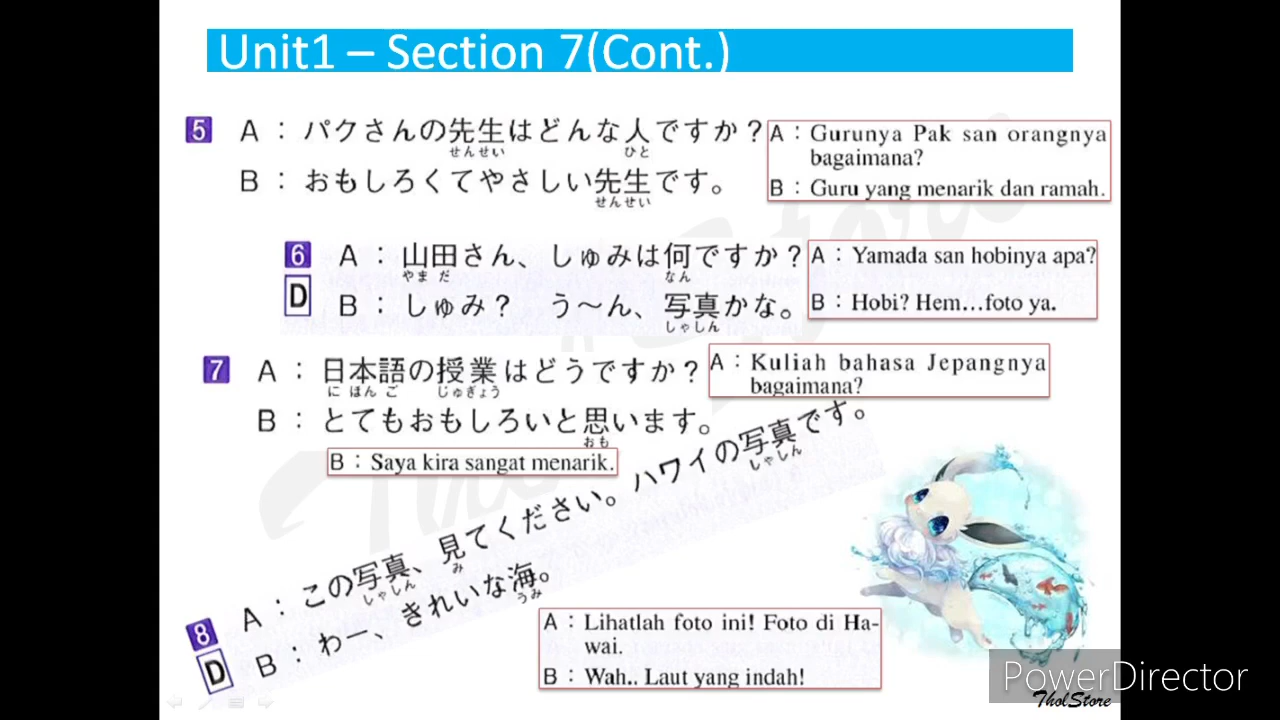 Unit1 – Section 7(Cont.)
5 A：パクさんの先生はどんな人ですか？
せんせい ひと
B：おもしろくてやさしい先生です。
せんせい
A : Gurunya Pak san orangnya
bagaimana?
B : Guru yang menarik dan ramah.
6 A：山田さん、しゅみは何ですか？
やま だ なん
D B：しゅみ？ う～ん、写真かな。
しゃしん
A : Yamada san hobinya apa?
B : Hobi? Hem...foto ya.
7 A：日本語の授業はどうですか？
に ほん ご じゅぎょう
B：とてもおもしろいと思います。
おも
A : Kuliah bahasa Jepangnya
bagaimana?
B : Saya kira sangat menarik.
8 A：この写真、見てください。ハワイの写真です。
しゃしん み しゃしん
D B：わー、きれいな海。
うみ
A : Lihatlah foto ini! Foto di Ha-
wai.
B : Wah.. Laut yang indah!
PowerDirector
TholStore